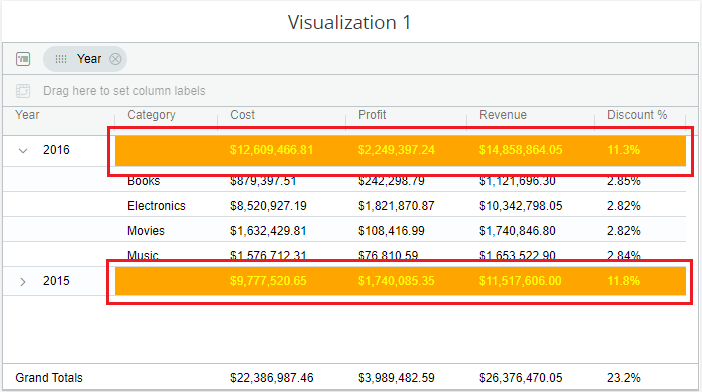 Visualization 1
Year
Drag here to set column labels
Year Category Cost Profit Revenue Discount %
2016 $12,609,466.81 $2,249,397.24 $14,858,864.05 11.3%
Books $879,397.51 $242,298.79 $1,121,696.30 2.85%
Electronics $8,520,927.19 $1,821,870.87 $10,342,798.05 2.82%
Movies $1,632,429.81 $108,416.99 $1,740,846.80 2.82%
Music $1,576,712.31 $76,810.59 $1,653,522.90 2.84%
2015 $9,777,520.65 $1,740,085.35 $11,517,606.00 11.8%
Grand Totals $22,386,987.46 $3,989,482.59 $26,376,470.05 23.2%